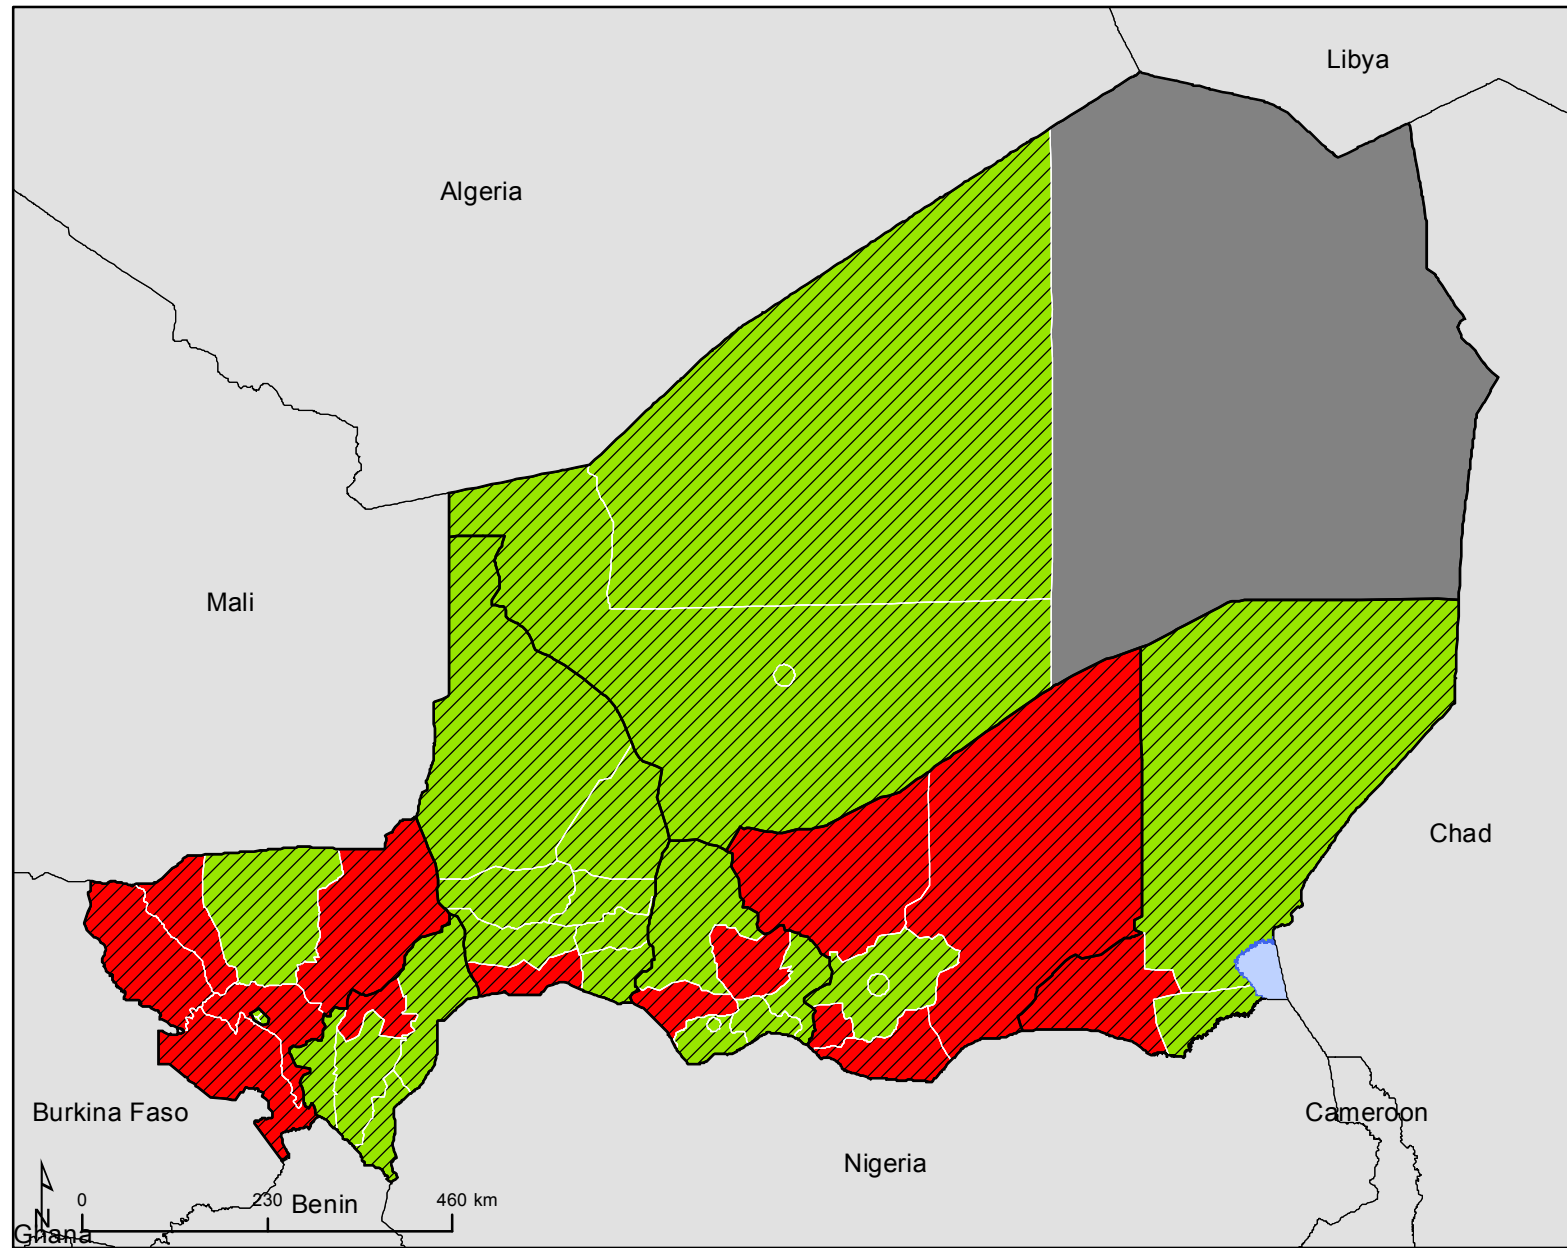 Libya
Algeria
Mali
Chad
Burkina Faso
Cameroon
Nigeria
Benin
0 230 460 km
N
Ghana